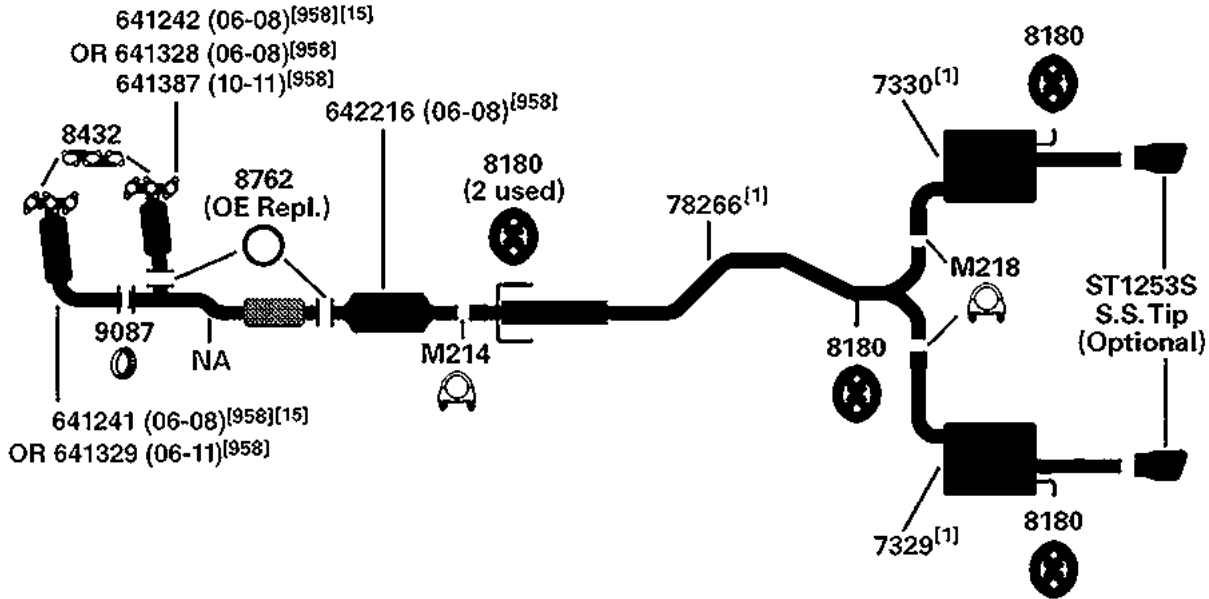 641242 (06-08)[958][15]
OR 641328 (06-08)[958]
641387 (10-11)[958]
8432
642216 (06-08)[958]
8762
(OE Repl.)
8180
(2 used)
78266[1]
7330[1]
8180
M218
ST1253S
S.S. Tip
(Optional)
9087
NA
M214
8180
641241 (06-08)[958][15]
OR 641329 (06-11)[958]
7329[1]
8180